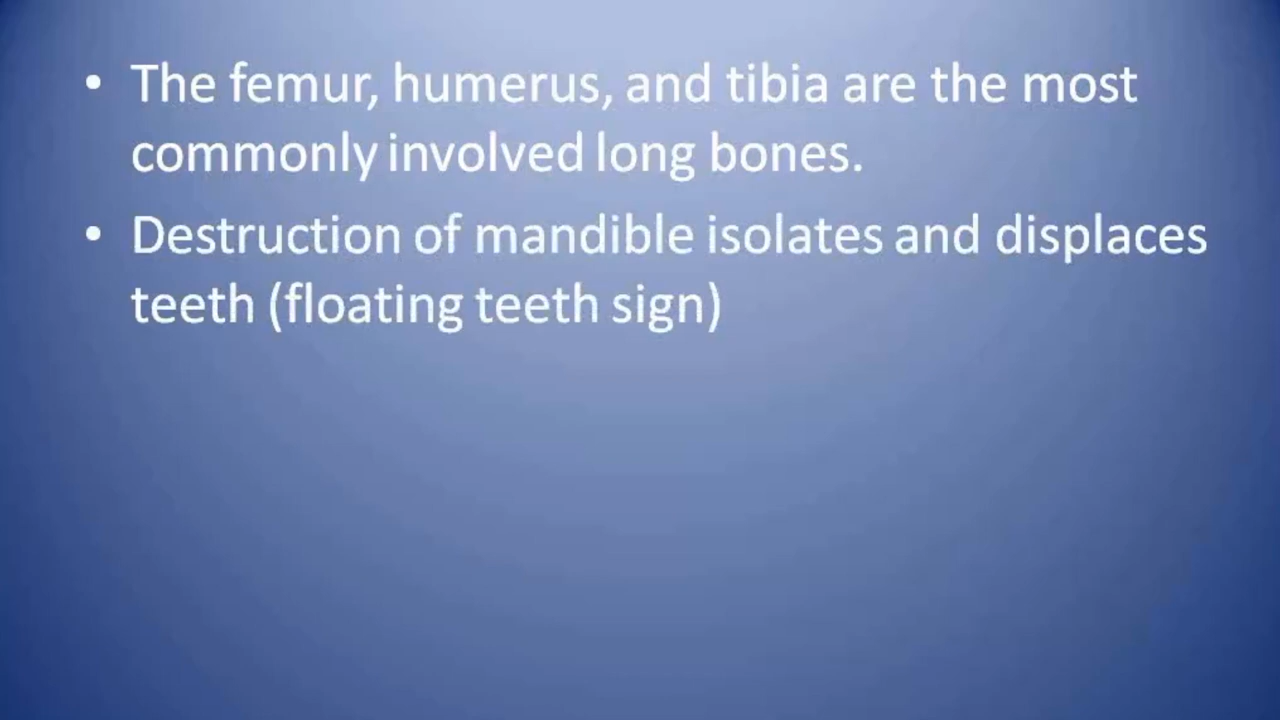 • The femur, humerus, and tibia are the most
commonly involved long bones.
• Destruction of mandible isolates and displaces
teeth (floating teeth sign)